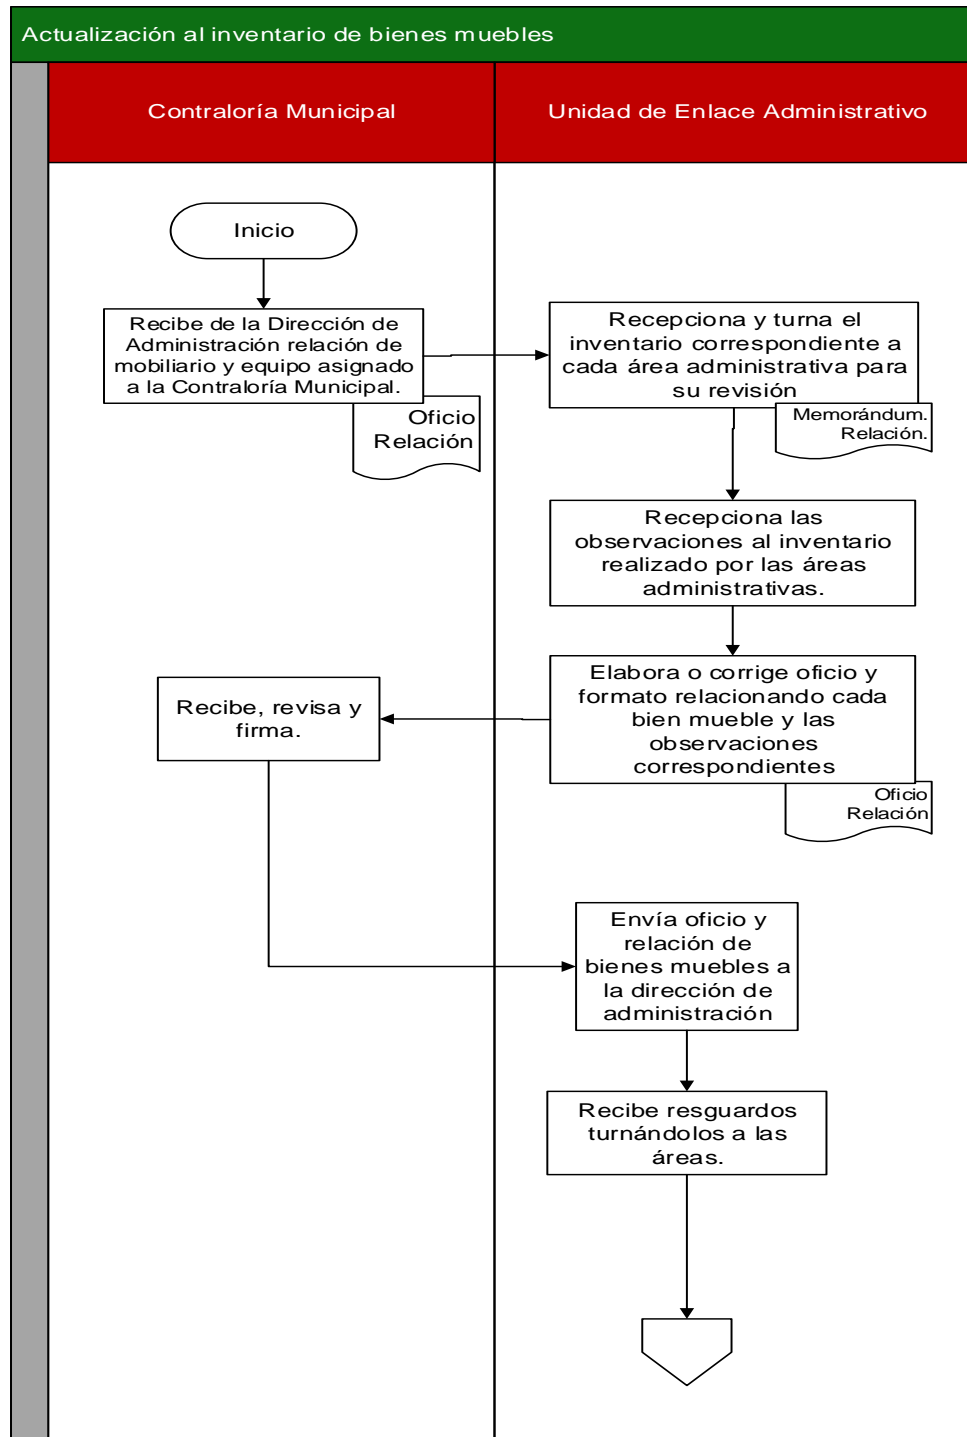 Actualización al inventario de bienes muebles
Contraloría Municipal
Unidad de Enlace Administrativo
Inicio
Recibe de la Dirección de
Administración relación de
mobiliario y equipo asignado
a la Contraloría Municipal.
Oficio
Relación
Recepciona y turna el
inventario correspondiente a
cada área administrativa para
su revisión
Memorándum.
Relación.
Recepciona las
observaciones al inventario
realizado por las áreas
administrativas.
Elabora o corrige oficio y
formato relacionando cada
bien mueble y las
observaciones
correspondientes
Oficio
Relación
Recibe, revisa y
firma.
Envía oficio y
relación de
bienes muebles a
la dirección de
administración
Recibe resguardos
turnándolos a las
áreas.